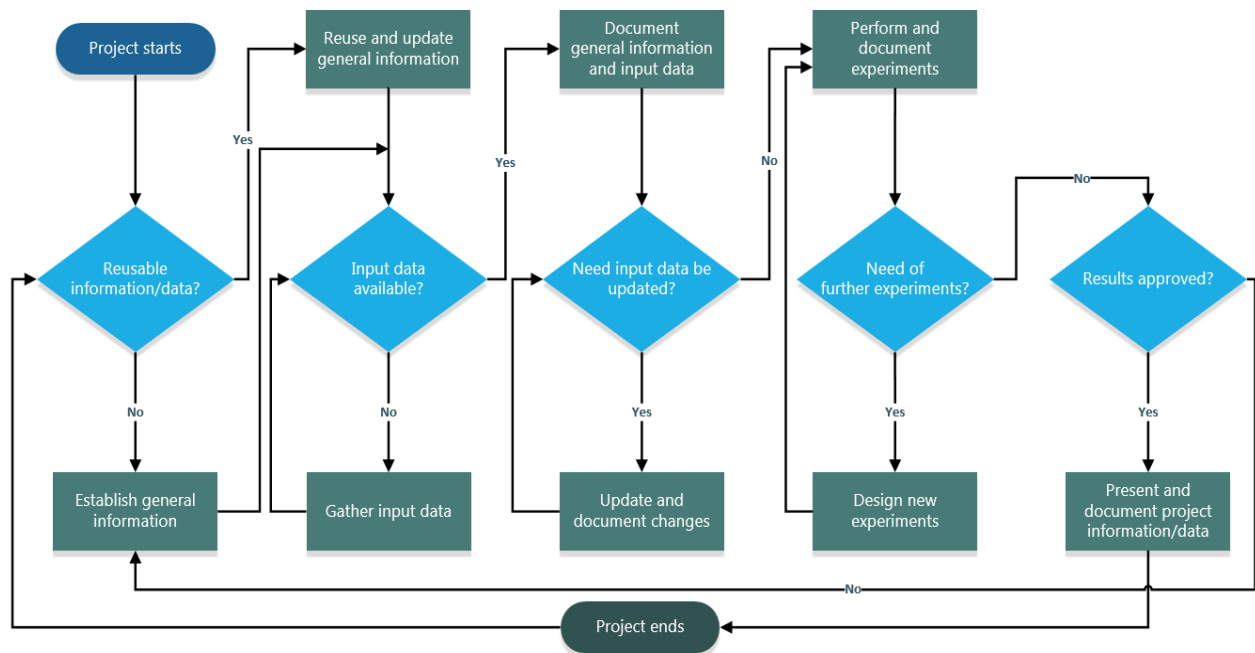 Project starts
Reuse and update
general information
Document
general information
and input data
Perform and
document
experiments
Yes
Yes
No
No
Reusable
information/data?
Input data
available?
Need input data be
updated?
Need of
further experiments?
Results approved?
No
No
Yes
Yes
Yes
Establish general
information
Gather input data
Update and
document changes
Design new
experiments
Present and
document project
information/data
No
Project ends